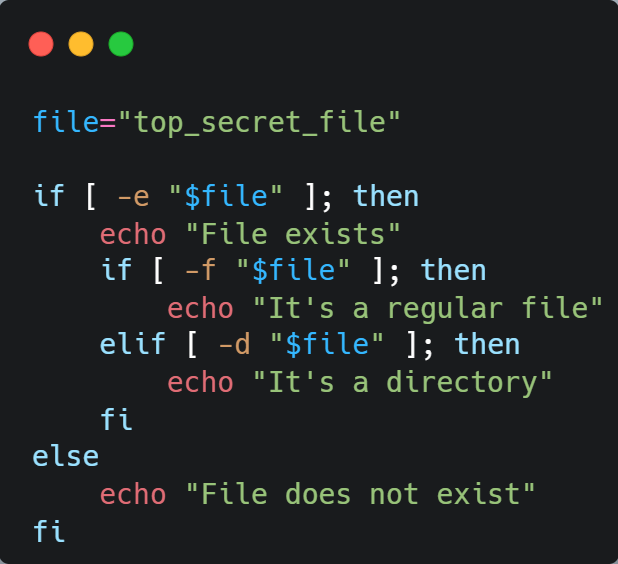 file="top_secret_file"

if [ -e "$file" ]; then
    echo "File exists"
    if [ -f "$file" ]; then
        echo "It's a regular file"
    elif [ -d "$file" ]; then
        echo "It's a directory"
    fi
else
    echo "File does not exist"
fi